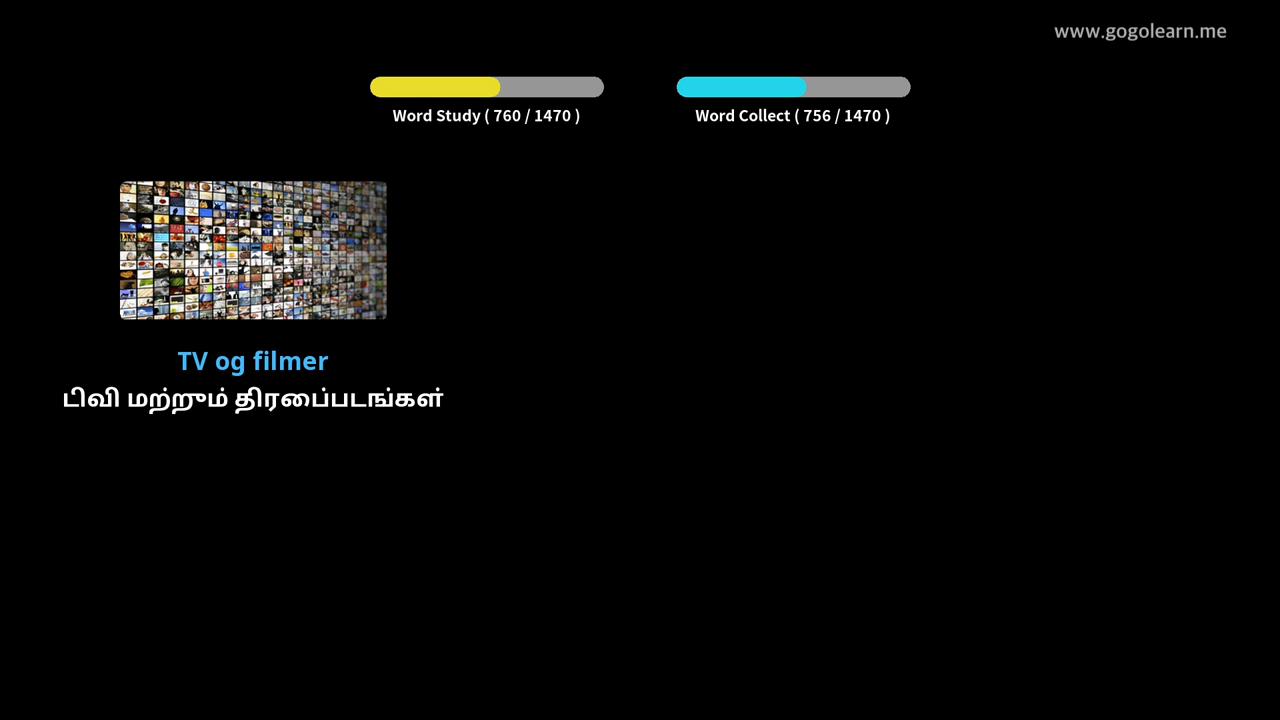 www.gogolearn.me
Word Study ( 760 / 1470 )
Word Collect ( 756 / 1470 )
TV og filmer
டிவி மற்றும் திரைப்படங்கள்